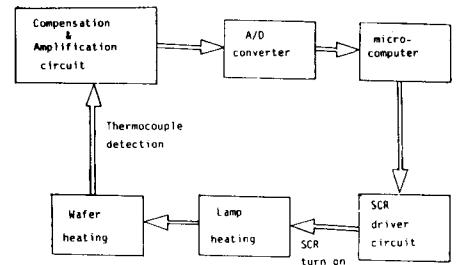 Compensation
&
Amplification
circuit
A/D
converter
micro-
computer
Thermocouple
detection
Wafer
heating
Lamp
heating
SCR
turn on
SCR
driver
circuit